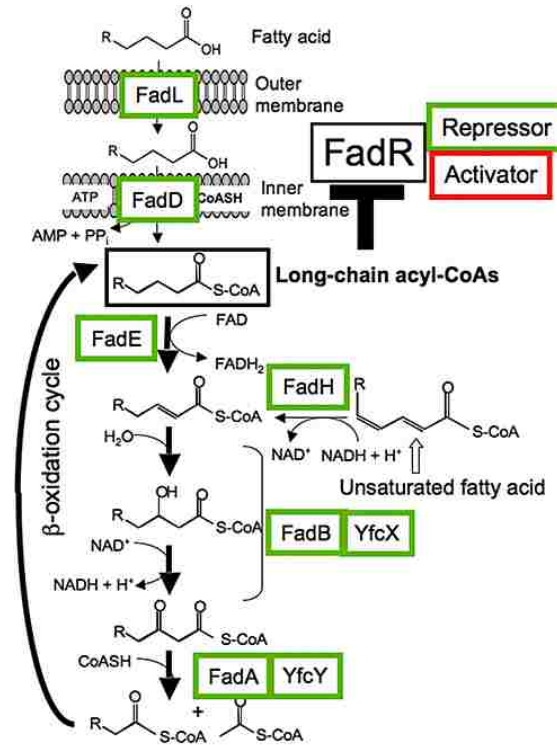 Fatty acid
R
O
OH
FadL
Outer
membrane
R
O
OH
FadR
Repressor
Activator
ATP
FadD
CoASH
Inner
membrane
AMP + PPi
R
O
S-CoA
Long-chain acyl-CoAs
FadE
FAD
FADH2
FadH
R
O
S-CoA
R
O
S-CoA
NAD+
NADH + H+
H2O
Unsaturated fatty acid
β-oxidation cycle
OH
O
R
S-CoA
FadB
YfcX
NAD+
NADH + H+
O
O
R
S-CoA
CoASH
FadA
YfcY
O
O
R
S-CoA
+
S-CoA